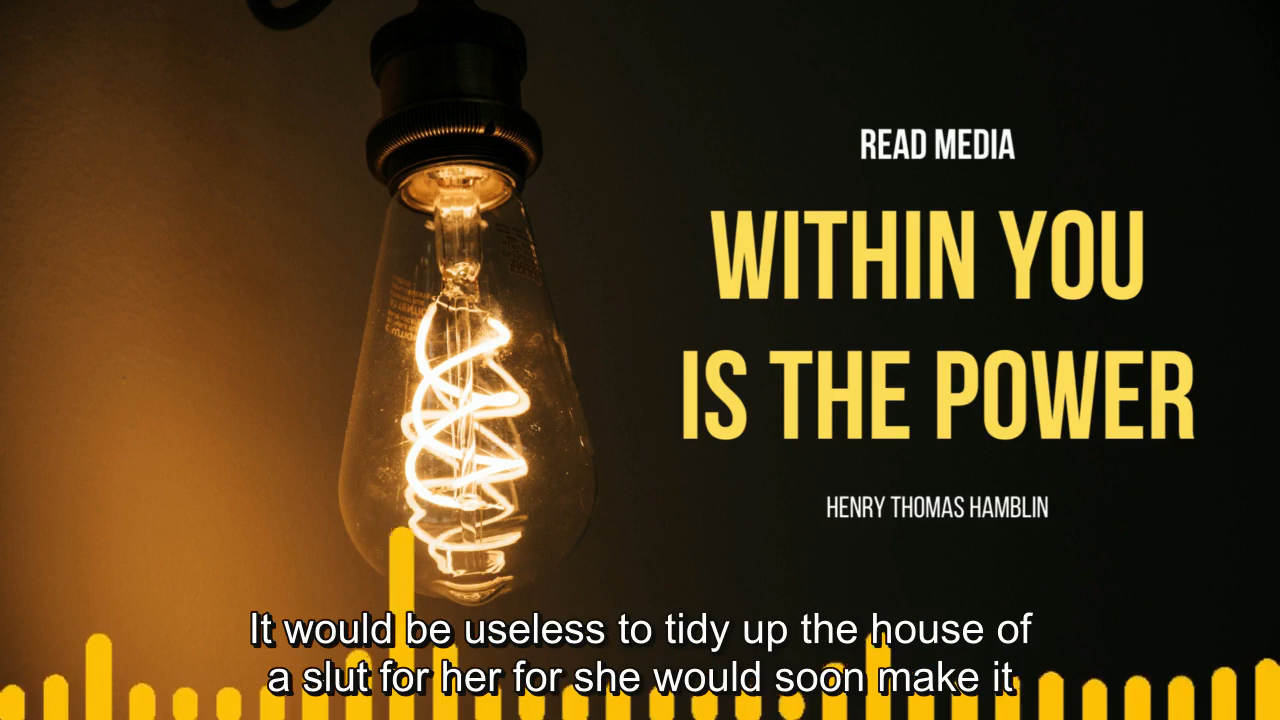 READ MEDIA
WITHIN YOU
IS THE POWER
HENRY THOMAS HAMBLIN
It would be useless to tidy up the house of
a slut for her for she would soon make it